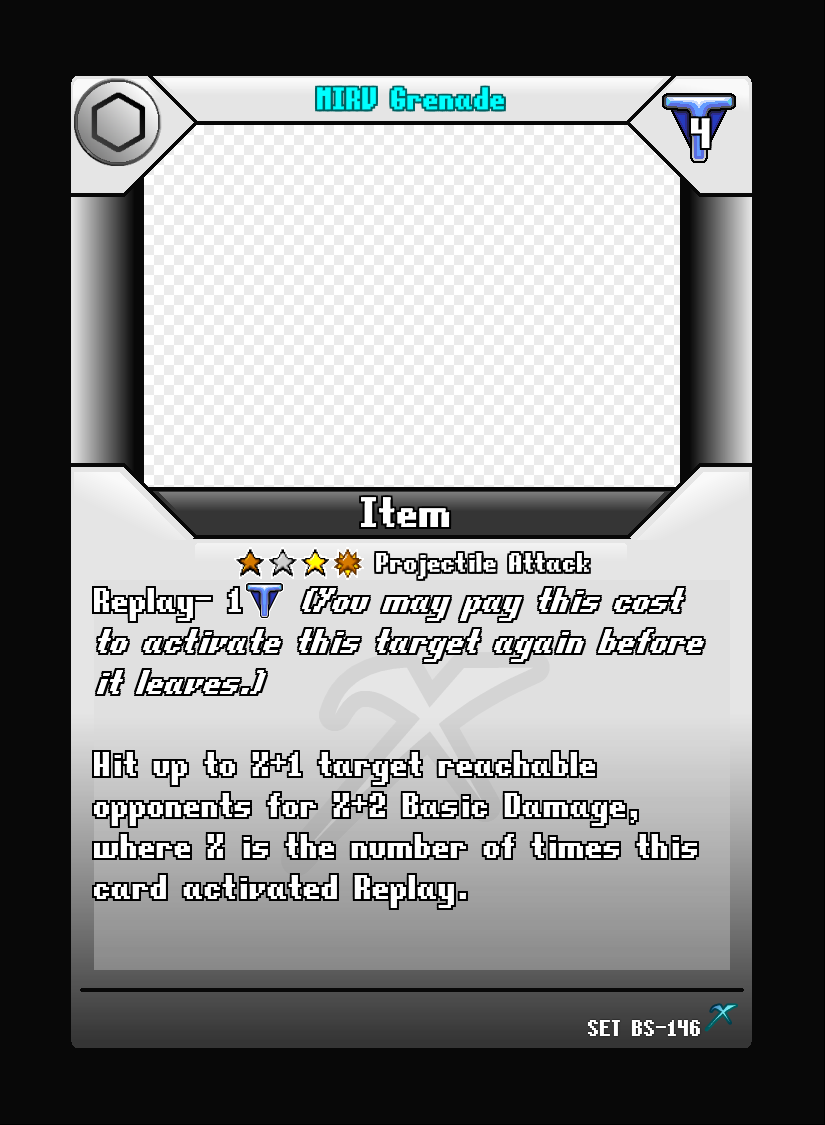 MIRV Grenade
4
Item
Projectile Attack
Replay- 1 (You may pay this cost
to activate this target again before
it leaves.)
Hit up to X+1 target reachable
opponents for X+2 Basic Damage,
where X is the number of times this
card activated Replay.
SET BS-146